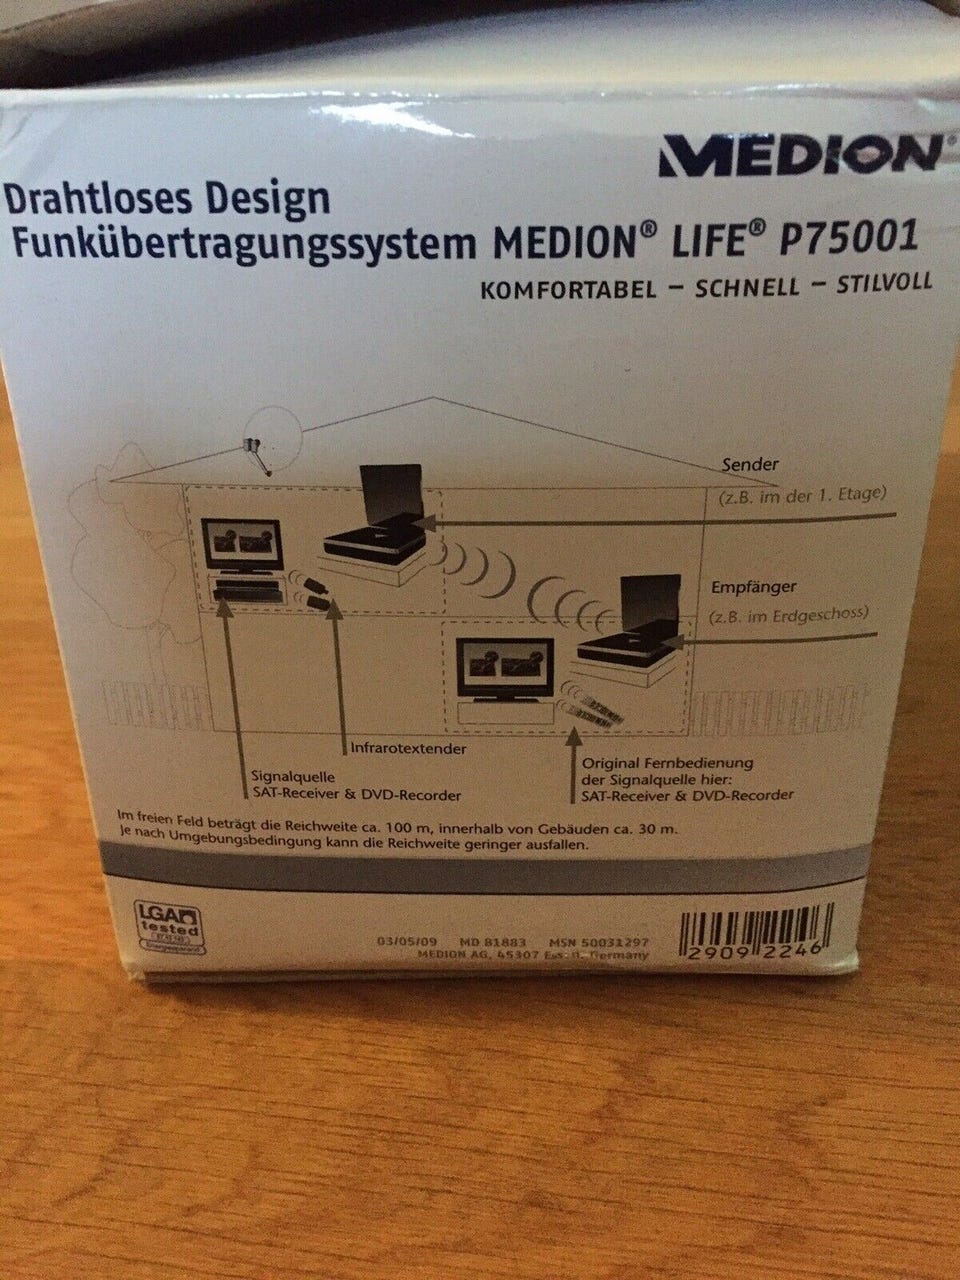 MEDION®
Drahtloses Design
Funkübertragungssystem MEDION® LIFE® P75001
KOMFORTABEL – SCHNELL – STILVOLL
Sender
(z.B. im der 1. Etage)
Empfänger
(z.B. im Erdgeschoss)
Infrarotextender
Signalquelle
SAT-Receiver & DVD-Recorder
Original Fernbedienung
der Signalquelle hier:
SAT-Receiver & DVD-Recorder
Im freien Feld beträgt die Reichweite ca. 100 m, innerhalb von Gebäuden ca. 30 m.
Je nach Umgebungsbedingung kann die Reichweite geringer ausfallen.
LGA
tested
Energiesparend
03/05/09 MD 81883 MSN 50031297
MEDION AG, 45307 Germany
2909 2246